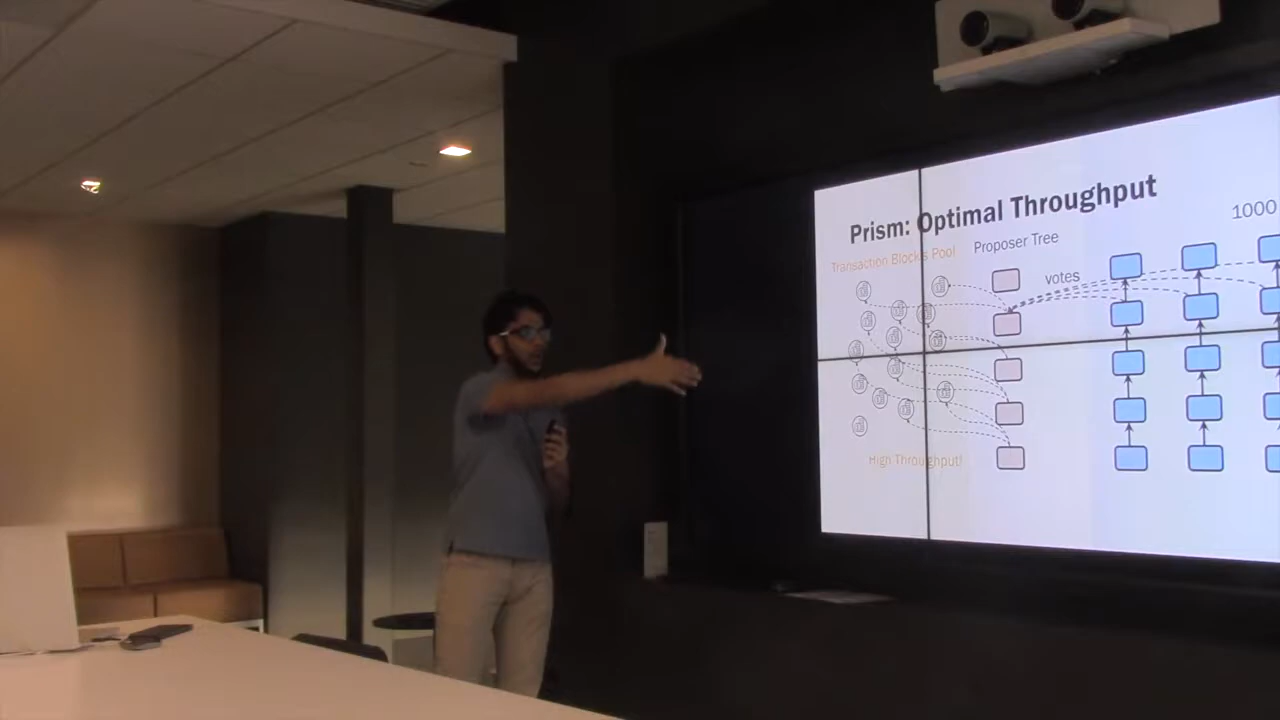 Prism: Optimal Throughput
1000
Transaction Blocks Pool
Proposer Tree
votes
High Throughput!